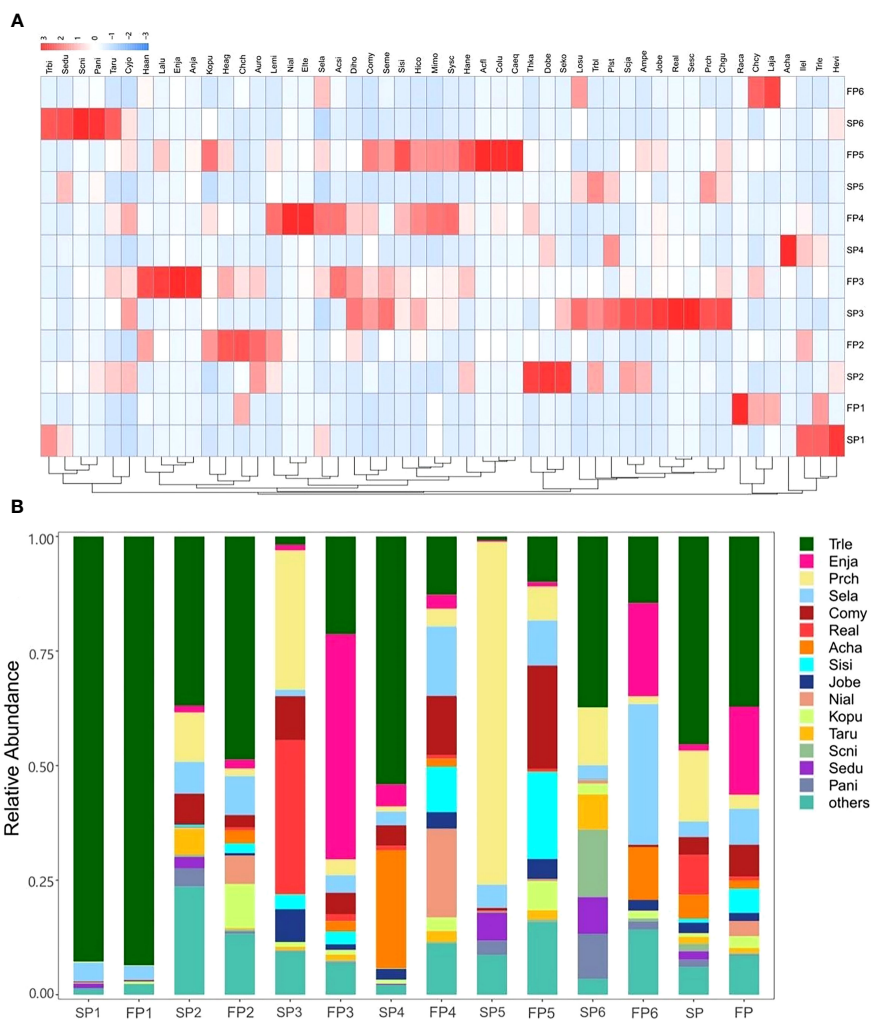 A
3 2 1 0 −1 −2 −3
Trbi Sedu Scni Pani Taru Cyjo Haan Lalu Enja Anja Kopu Heag Chch Auro Lemi Nial Elte Sela Acsi Diho Comy Seme Sisi Hico Mimo Sysc Hane Acfl Colu Caeq Thka Dobe Seko Losu Trbl Plst Scja Ampe Jobe Real Sesc Prch Chgu Raca Chcy Laja Acha Ilel Trle Hevi
FP6
SP6
FP5
SP5
FP4
SP4
FP3
SP3
FP2
SP2
FP1
SP1
B
Relative Abundance
1.00
0.75
0.50
0.25
0.00
SP1 FP1 SP2 FP2 SP3 FP3 SP4 FP4 SP5 FP5 SP6 FP6 SP FP
Trle
Enja
Prch
Sela
Comy
Real
Acha
Sisi
Jobe
Nial
Kopu
Taru
Scni
Sedu
Pani
others